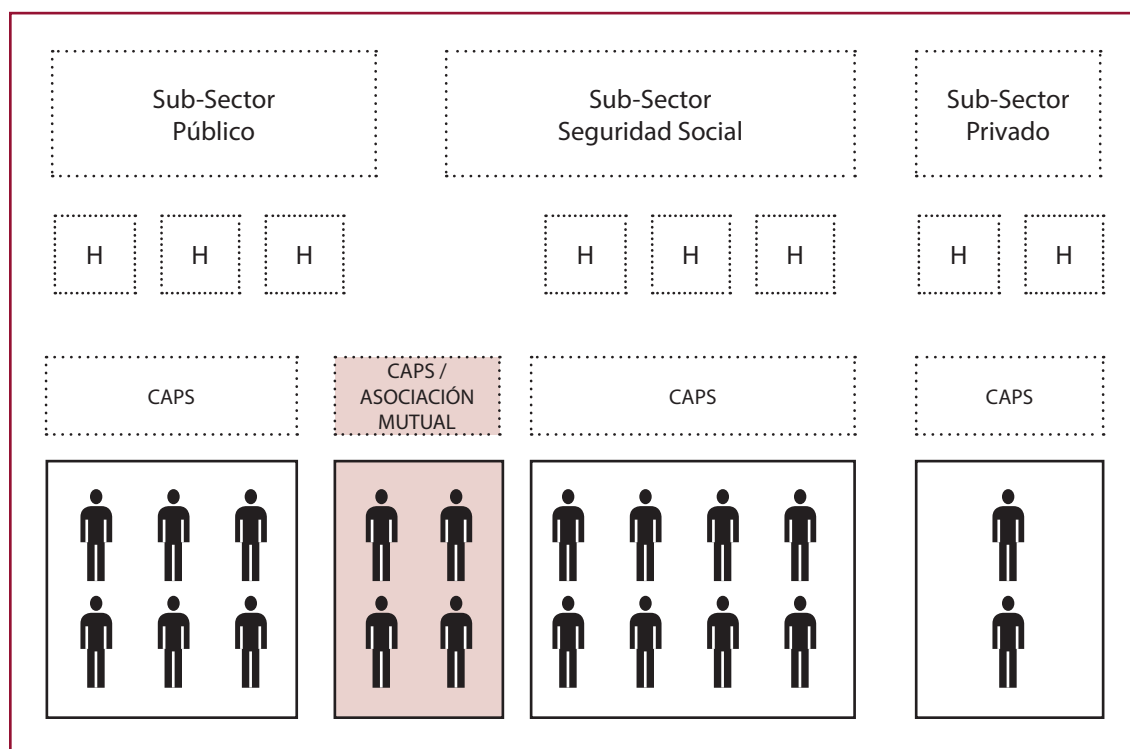 Sub-Sector
Público
Sub-Sector
Seguridad Social
Sub-Sector
Privado
H
H
H
H
H
H
H
H
CAPS
CAPS /
ASOCIACIÓN
MUTUAL
CAPS
CAPS